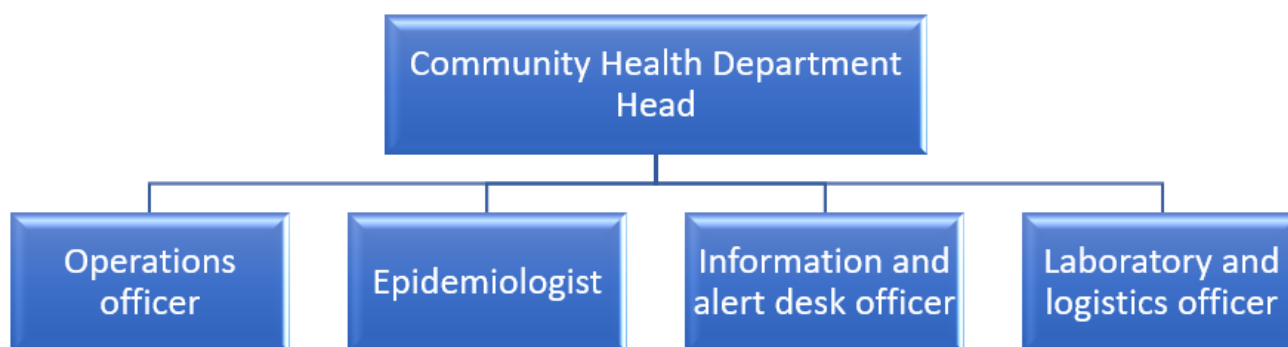 Community Health Department
Head
Operations
officer
Epidemiologist
Information and
alert desk officer
Laboratory and
logistics officer